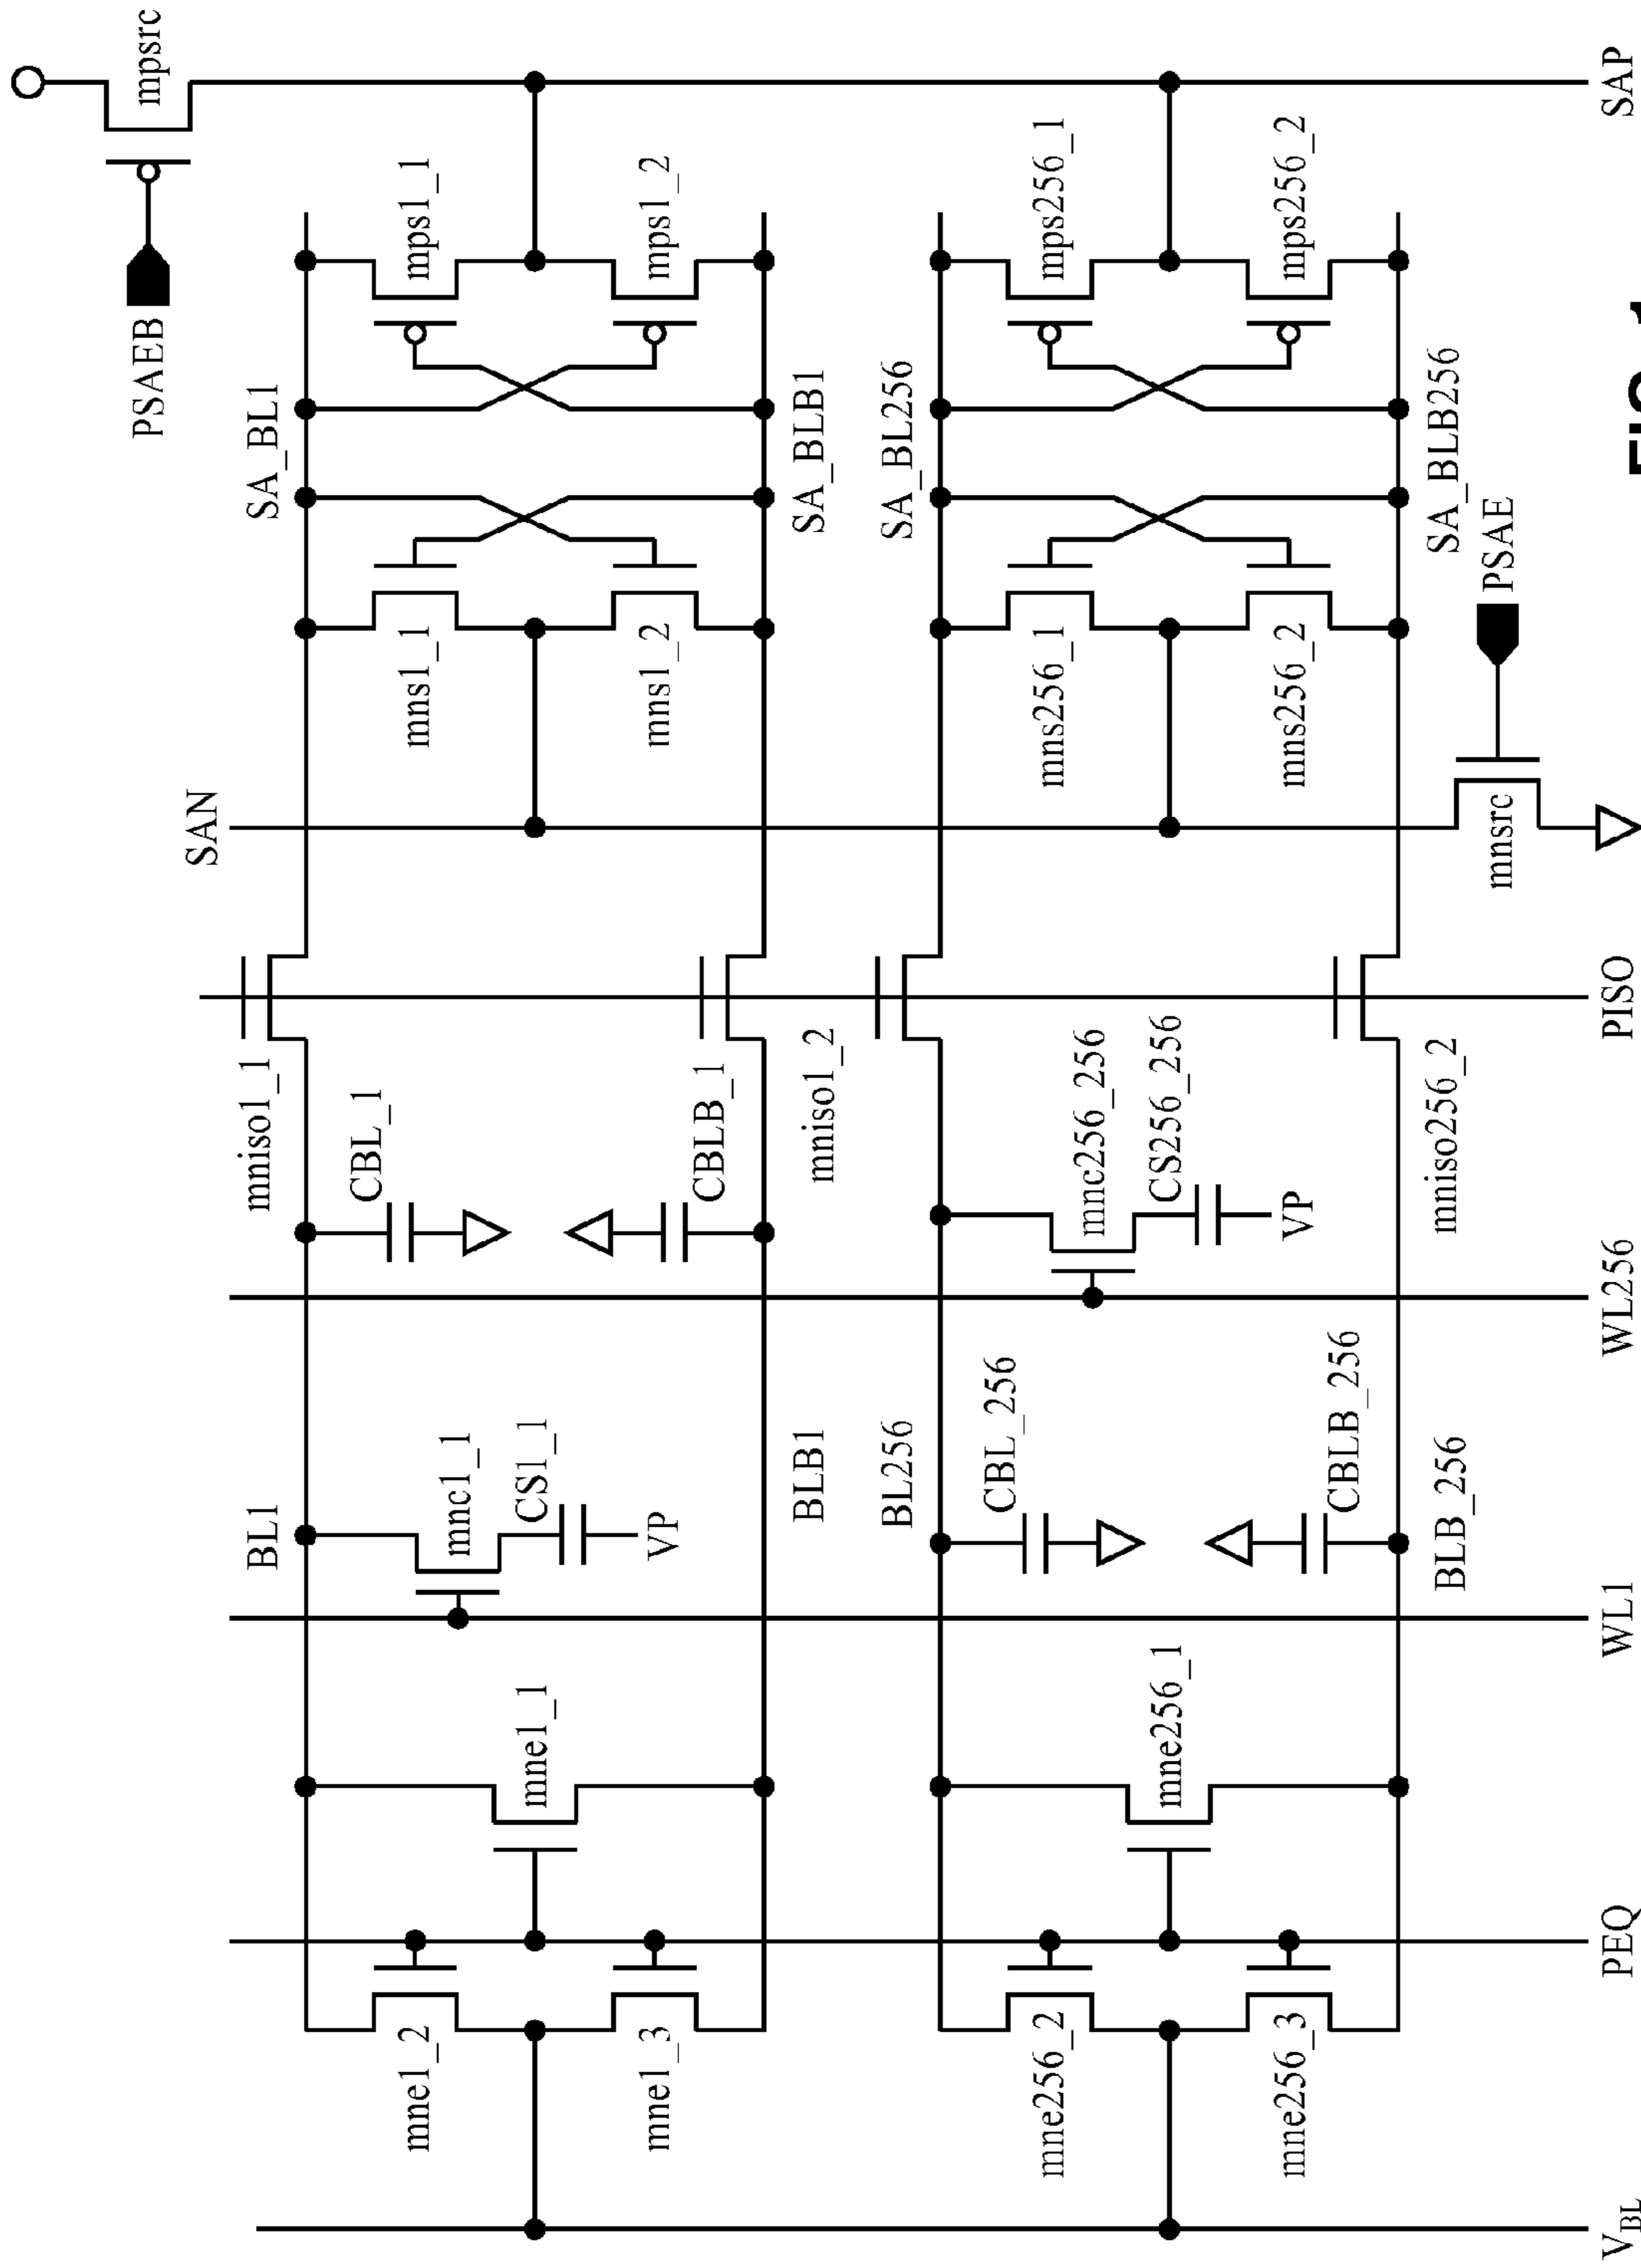 mpsrc
PSAEB
SA_BL1
mps1_1
mps1_2
SA_BLB1
mns1_1
mns1_2
SAN
SA_BL256
mps256_1
mps256_2
SA_BLB256
mns256_1
mns256_2
PSAE
mnsrc
mniso1_1
mniso1_2
mniso256_2
CBL_1
CBLB_1
mnc256_256
CS256_256
VP
BL1
mnc1_1
CS1_1
VP
BLB1
BL256
CBL_256
CBLB_256
BLB_256
mne1_1
mne256_1
mne1_2
mne1_3
mne256_2
mne256_3
VBL
PEQ
WL1
WL256
PISO
SAP